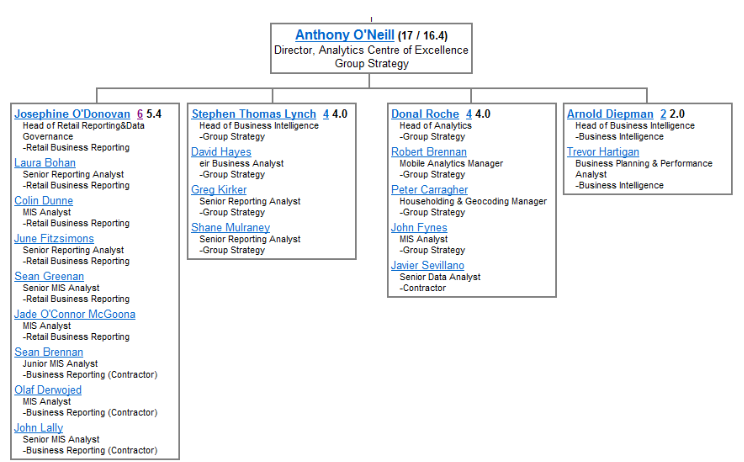 Anthony O'Neill (17 / 16.4)
Director, Analytics Centre of Excellence
Group Strategy
Josephine O'Donovan 6 5.4
Head of Retail Reporting&Data
Governance
-Retail Business Reporting
Laura Bohan
Senior Reporting Analyst
-Retail Business Reporting
Colin Dunne
MIS Analyst
-Retail Business Reporting
June Fitzsimons
Senior Reporting Analyst
-Retail Business Reporting
Sean Greenan
Senior MIS Analyst
-Retail Business Reporting
Jade O'Connor McGoona
MIS Analyst
-Retail Business Reporting
Sean Brennan
Junior MIS Analyst
-Business Reporting (Contractor)
Olaf Derwojed
MIS Analyst
-Business Reporting (Contractor)
John Lally
Senior MIS Analyst
-Business Reporting (Contractor)
Stephen Thomas Lynch 4 4.0
Head of Business Intelligence
-Group Strategy
David Hayes
eir Business Analyst
-Group Strategy
Greg Kirker
Senior Reporting Analyst
-Group Strategy
Shane Mulraney
Senior Reporting Analyst
-Group Strategy
Donal Roche 4 4.0
Head of Analytics
-Group Strategy
Robert Brennan
Mobile Analytics Manager
-Group Strategy
Peter Carragher
Householding & Geocoding Manager
-Group Strategy
John Fynes
MIS Analyst
-Group Strategy
Javier Sevillano
Senior Data Analyst
-Contractor
Arnold Diepman 2 2.0
Head of Business Intelligence
-Business Intelligence
Trevor Hartigan
Business Planning & Performance
Analyst
-Business Intelligence